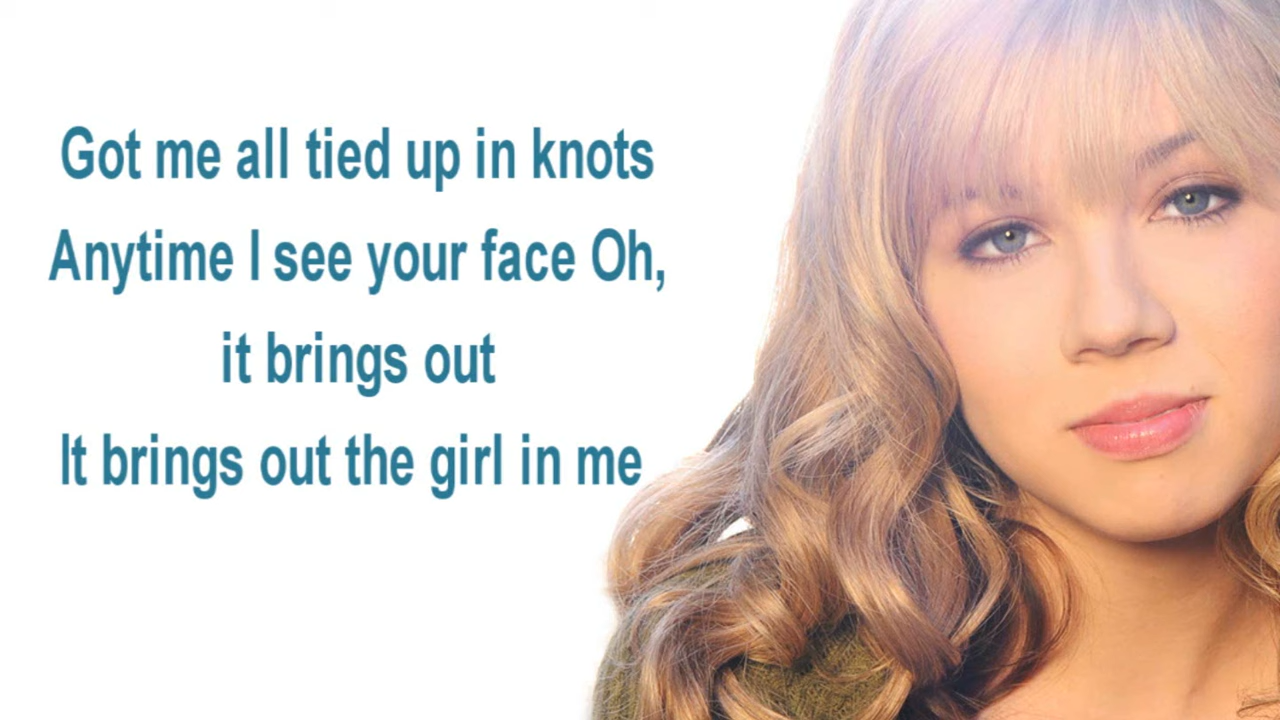 Got me all tied up in knots
Anytime I see your face Oh,
it brings out
It brings out the girl in me